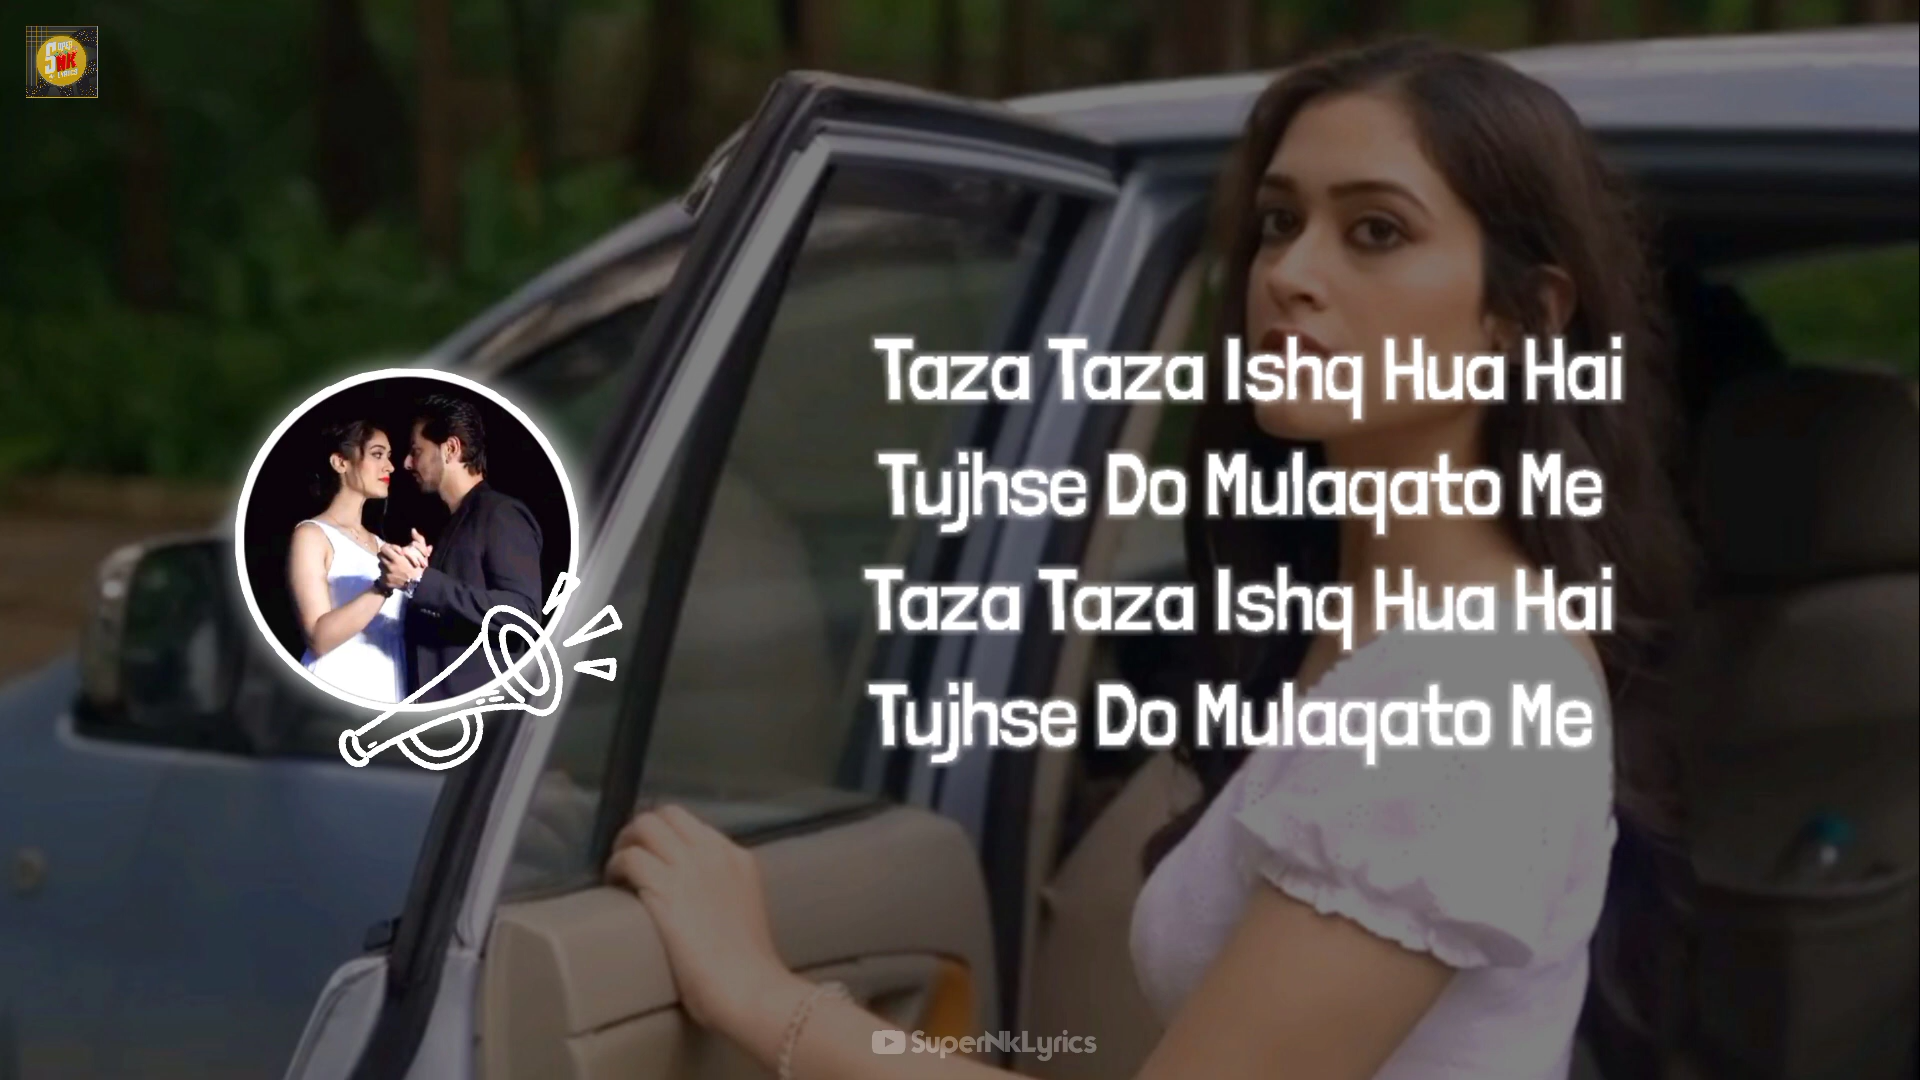 Taza Taza Ishq Hua Hai
Tujhse Do Mulaqato Me
Taza Taza Ishq Hua Hai
Tujhse Do Mulaqato Me
SuperNkLyrics